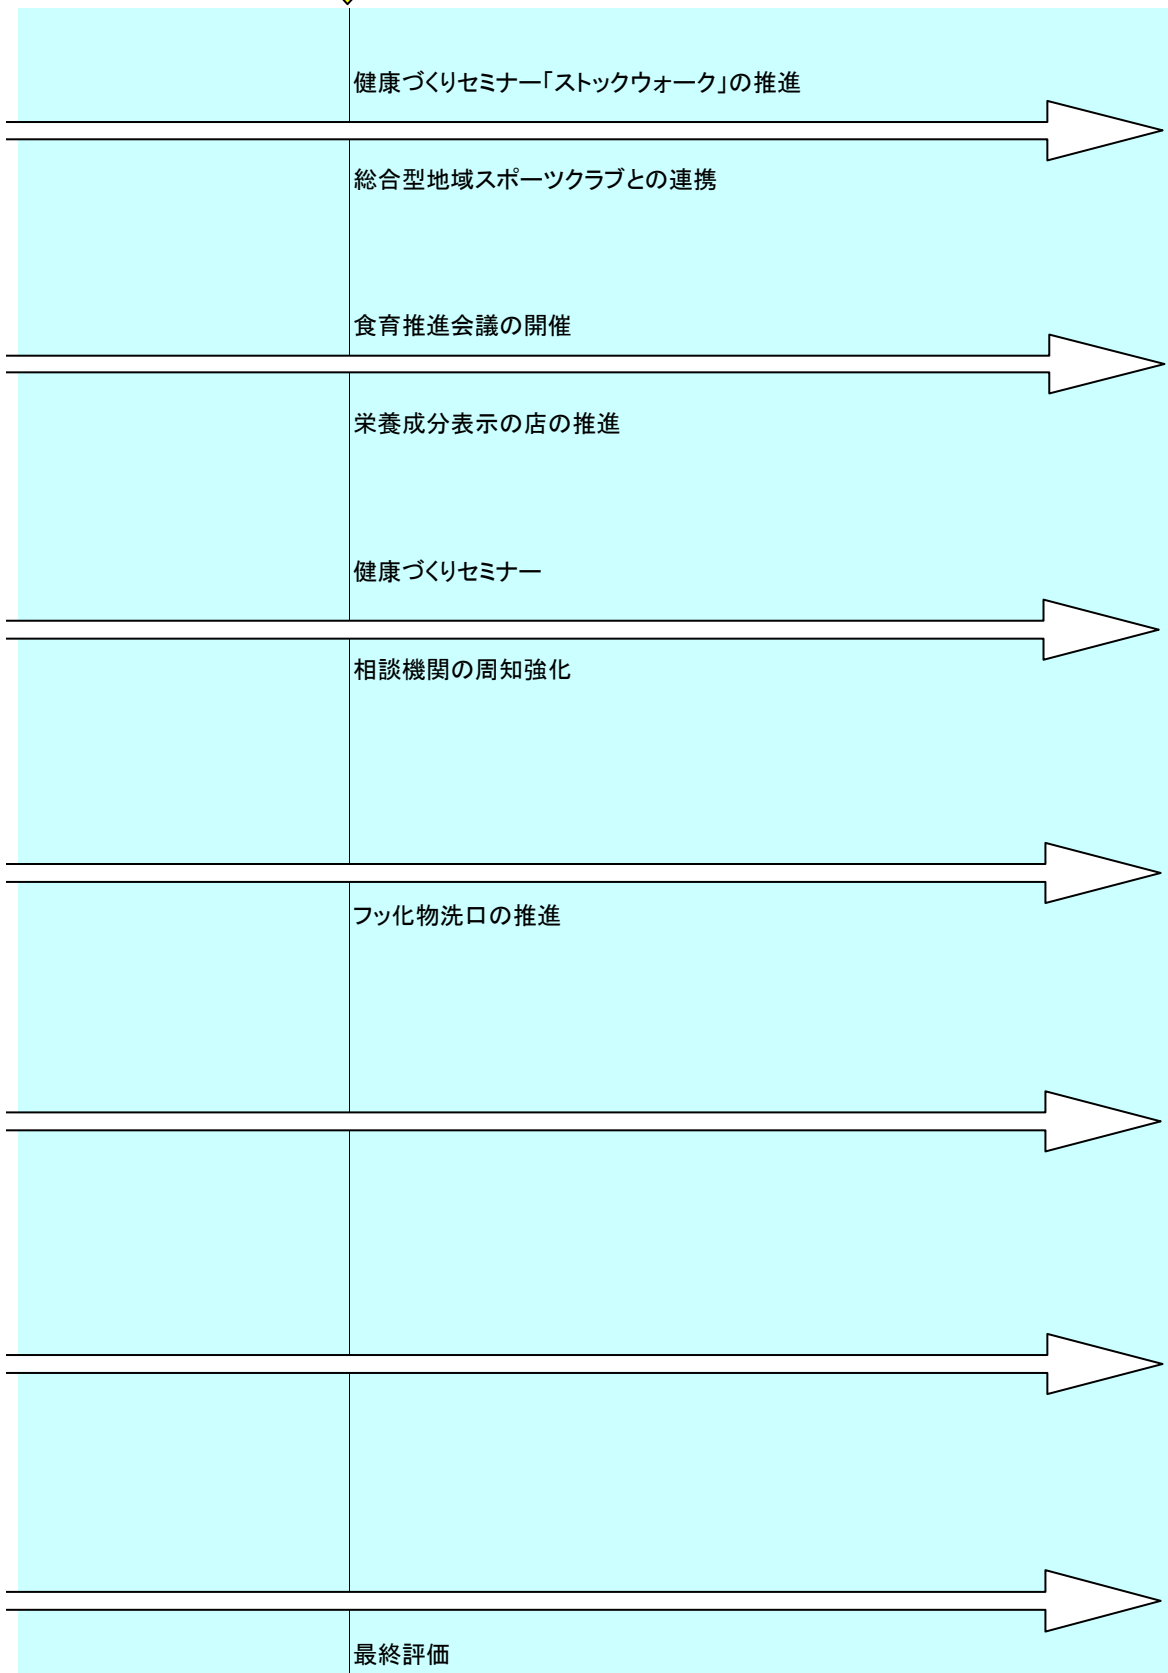 健康づくりセミナー「ストックウォーク」の推進
総合型地域スポーツクラブとの連携
食育推進会議の開催
栄養成分表示の店の推進
健康づくりセミナー
相談機関の周知強化
フッ化物洗口の推進
最終評価